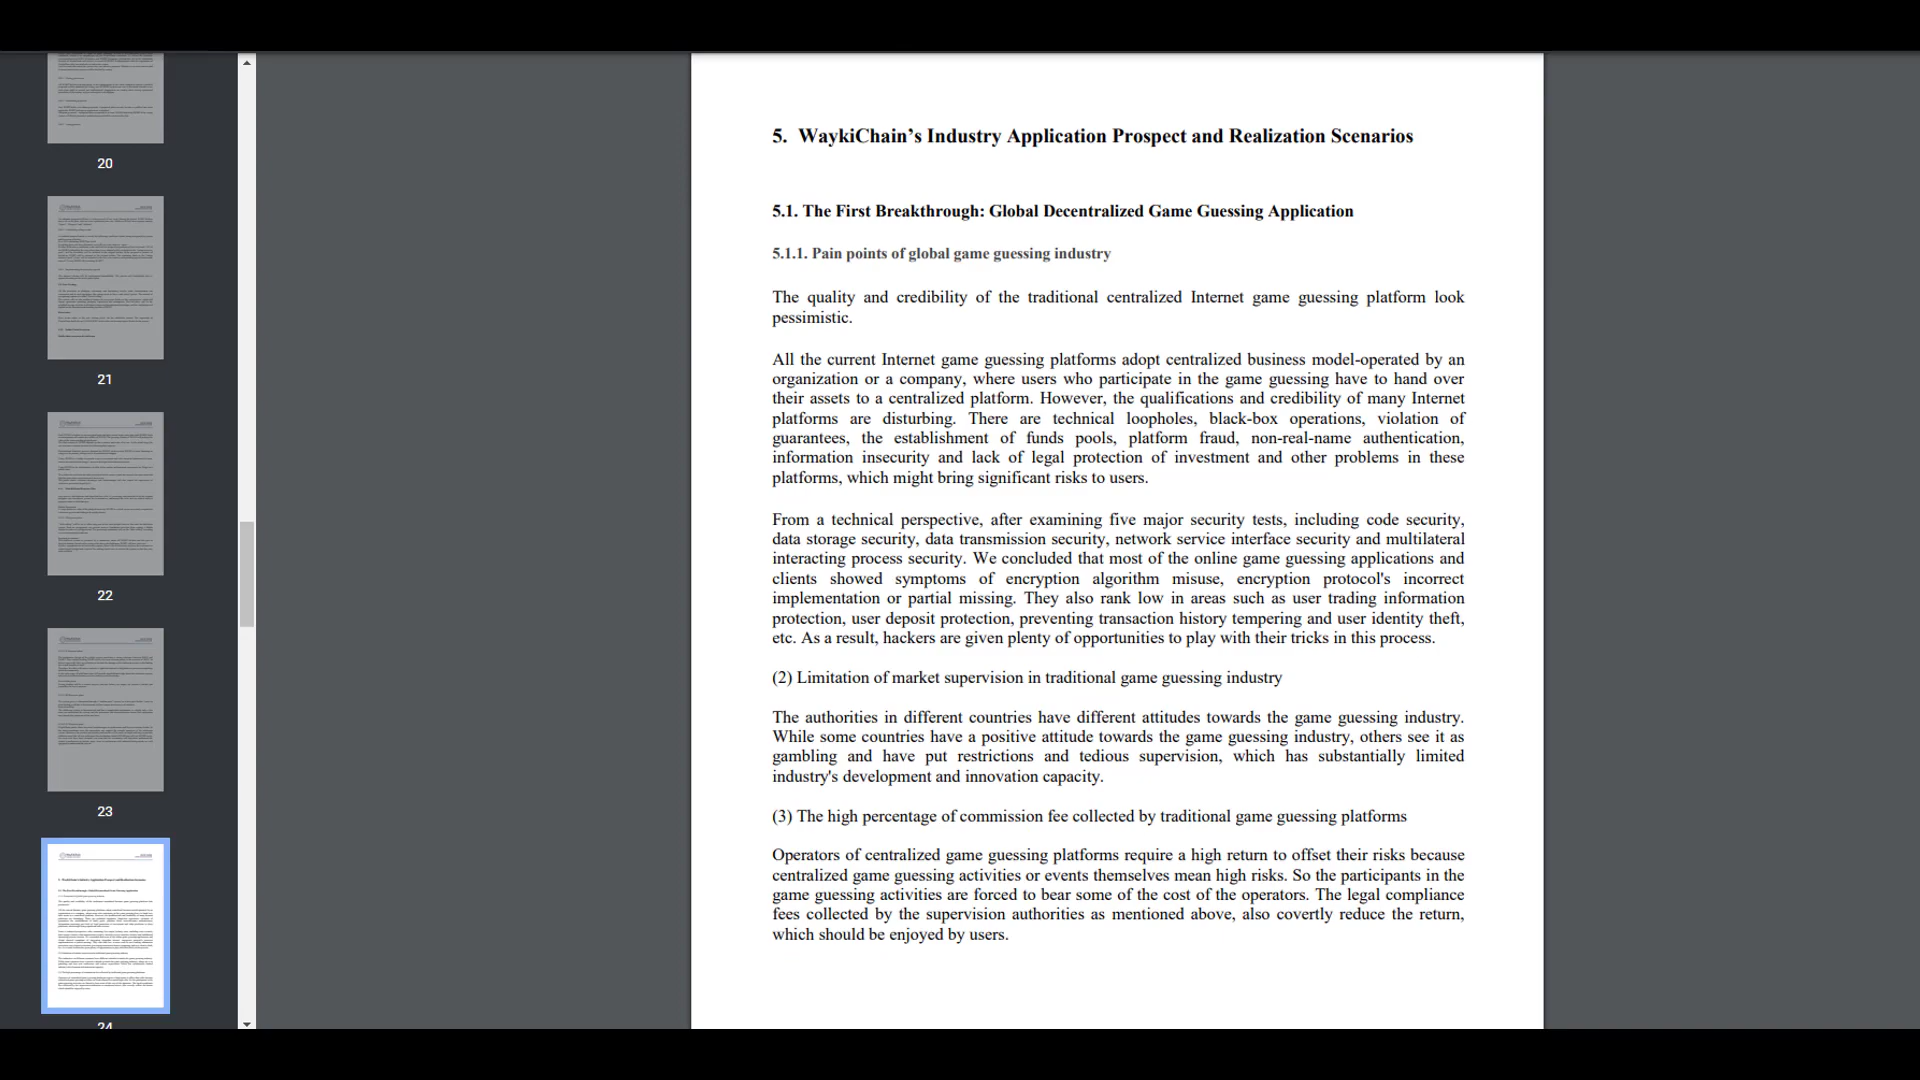 20
21
22
23
24
5. WaykiChain’s Industry Application Prospect and Realization Scenarios
5.1. The First Breakthrough: Global Decentralized Game Guessing Application
5.1.1. Pain points of global game guessing industry
The quality and credibility of the traditional centralized Internet game guessing platform look
pessimistic.
All the current Internet game guessing platforms adopt centralized business model-operated by an
organization or a company, where users who participate in the game guessing have to hand over
their assets to a centralized platform. However, the qualifications and credibility of many Internet
platforms are disturbing. There are technical loopholes, black-box operations, violation of
guarantees, the establishment of funds pools, platform fraud, non-real-name authentication,
information insecurity and lack of legal protection of investment and other problems in these
platforms, which might bring significant risks to users.
From a technical perspective, after examining five major security tests, including code security,
data storage security, data transmission security, network service interface security and multilateral
interacting process security. We concluded that most of the online game guessing applications and
clients showed symptoms of encryption algorithm misuse, encryption protocol's incorrect
implementation or partial missing. They also rank low in areas such as user trading information
protection, user deposit protection, preventing transaction history tempering and user identity theft,
etc. As a result, hackers are given plenty of opportunities to play with their tricks in this process.
(2) Limitation of market supervision in traditional game guessing industry
The authorities in different countries have different attitudes towards the game guessing industry.
While some countries have a positive attitude towards the game guessing industry, others see it as
gambling and have put restrictions and tedious supervision, which has substantially limited
industry's development and innovation capacity.
(3) The high percentage of commission fee collected by traditional game guessing platforms
Operators of centralized game guessing platforms require a high return to offset their risks because
centralized game guessing activities or events themselves mean high risks. So the participants in the
game guessing activities are forced to bear some of the cost of the operators. The legal compliance
fees collected by the supervision authorities as mentioned above, also covertly reduce the return,
which should be enjoyed by users.